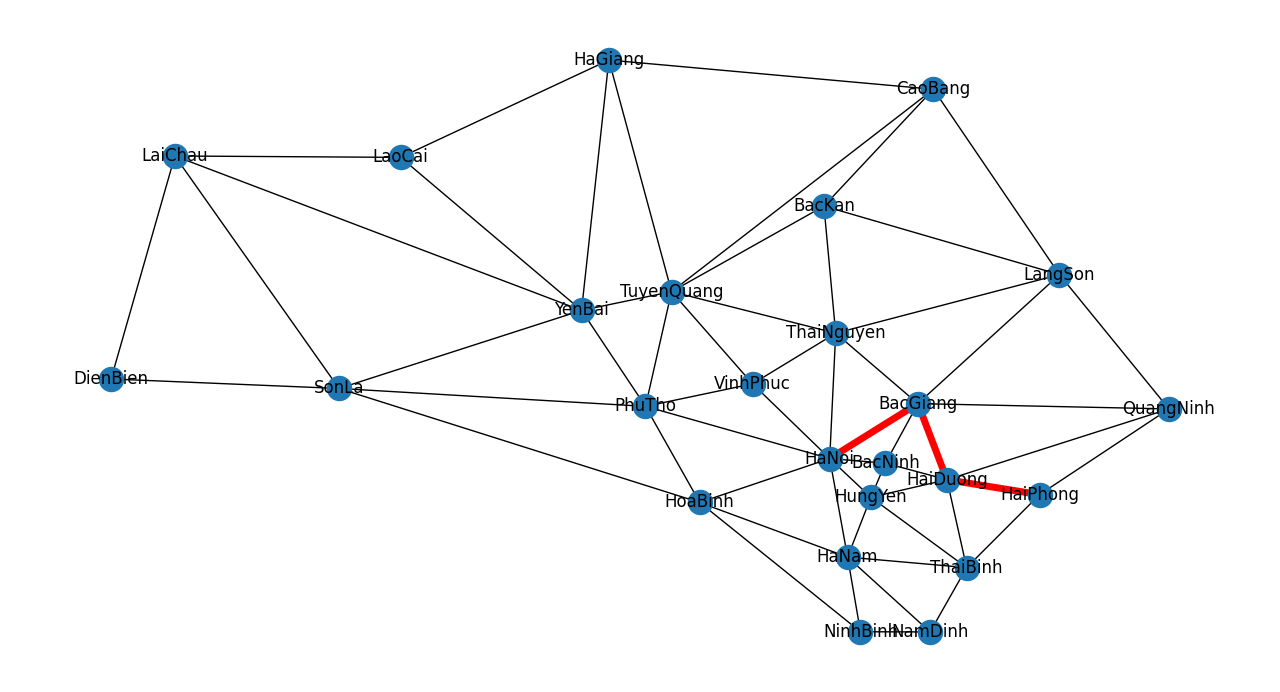 HaGiang
CaoBang
LaiChau
LaoCai
BacKan
LangSon
TuyenQuang
YenBai
ThaiNguyen
DienBien
SonLa
VinhPhuc
PhuTho
BacGiang
QuangNinh
HaNoi
BacNinh
HaiDuong
HoaBinh
HungYen
HaiPhong
HaNam
ThaiBinh
NinhBinh
NamDinh